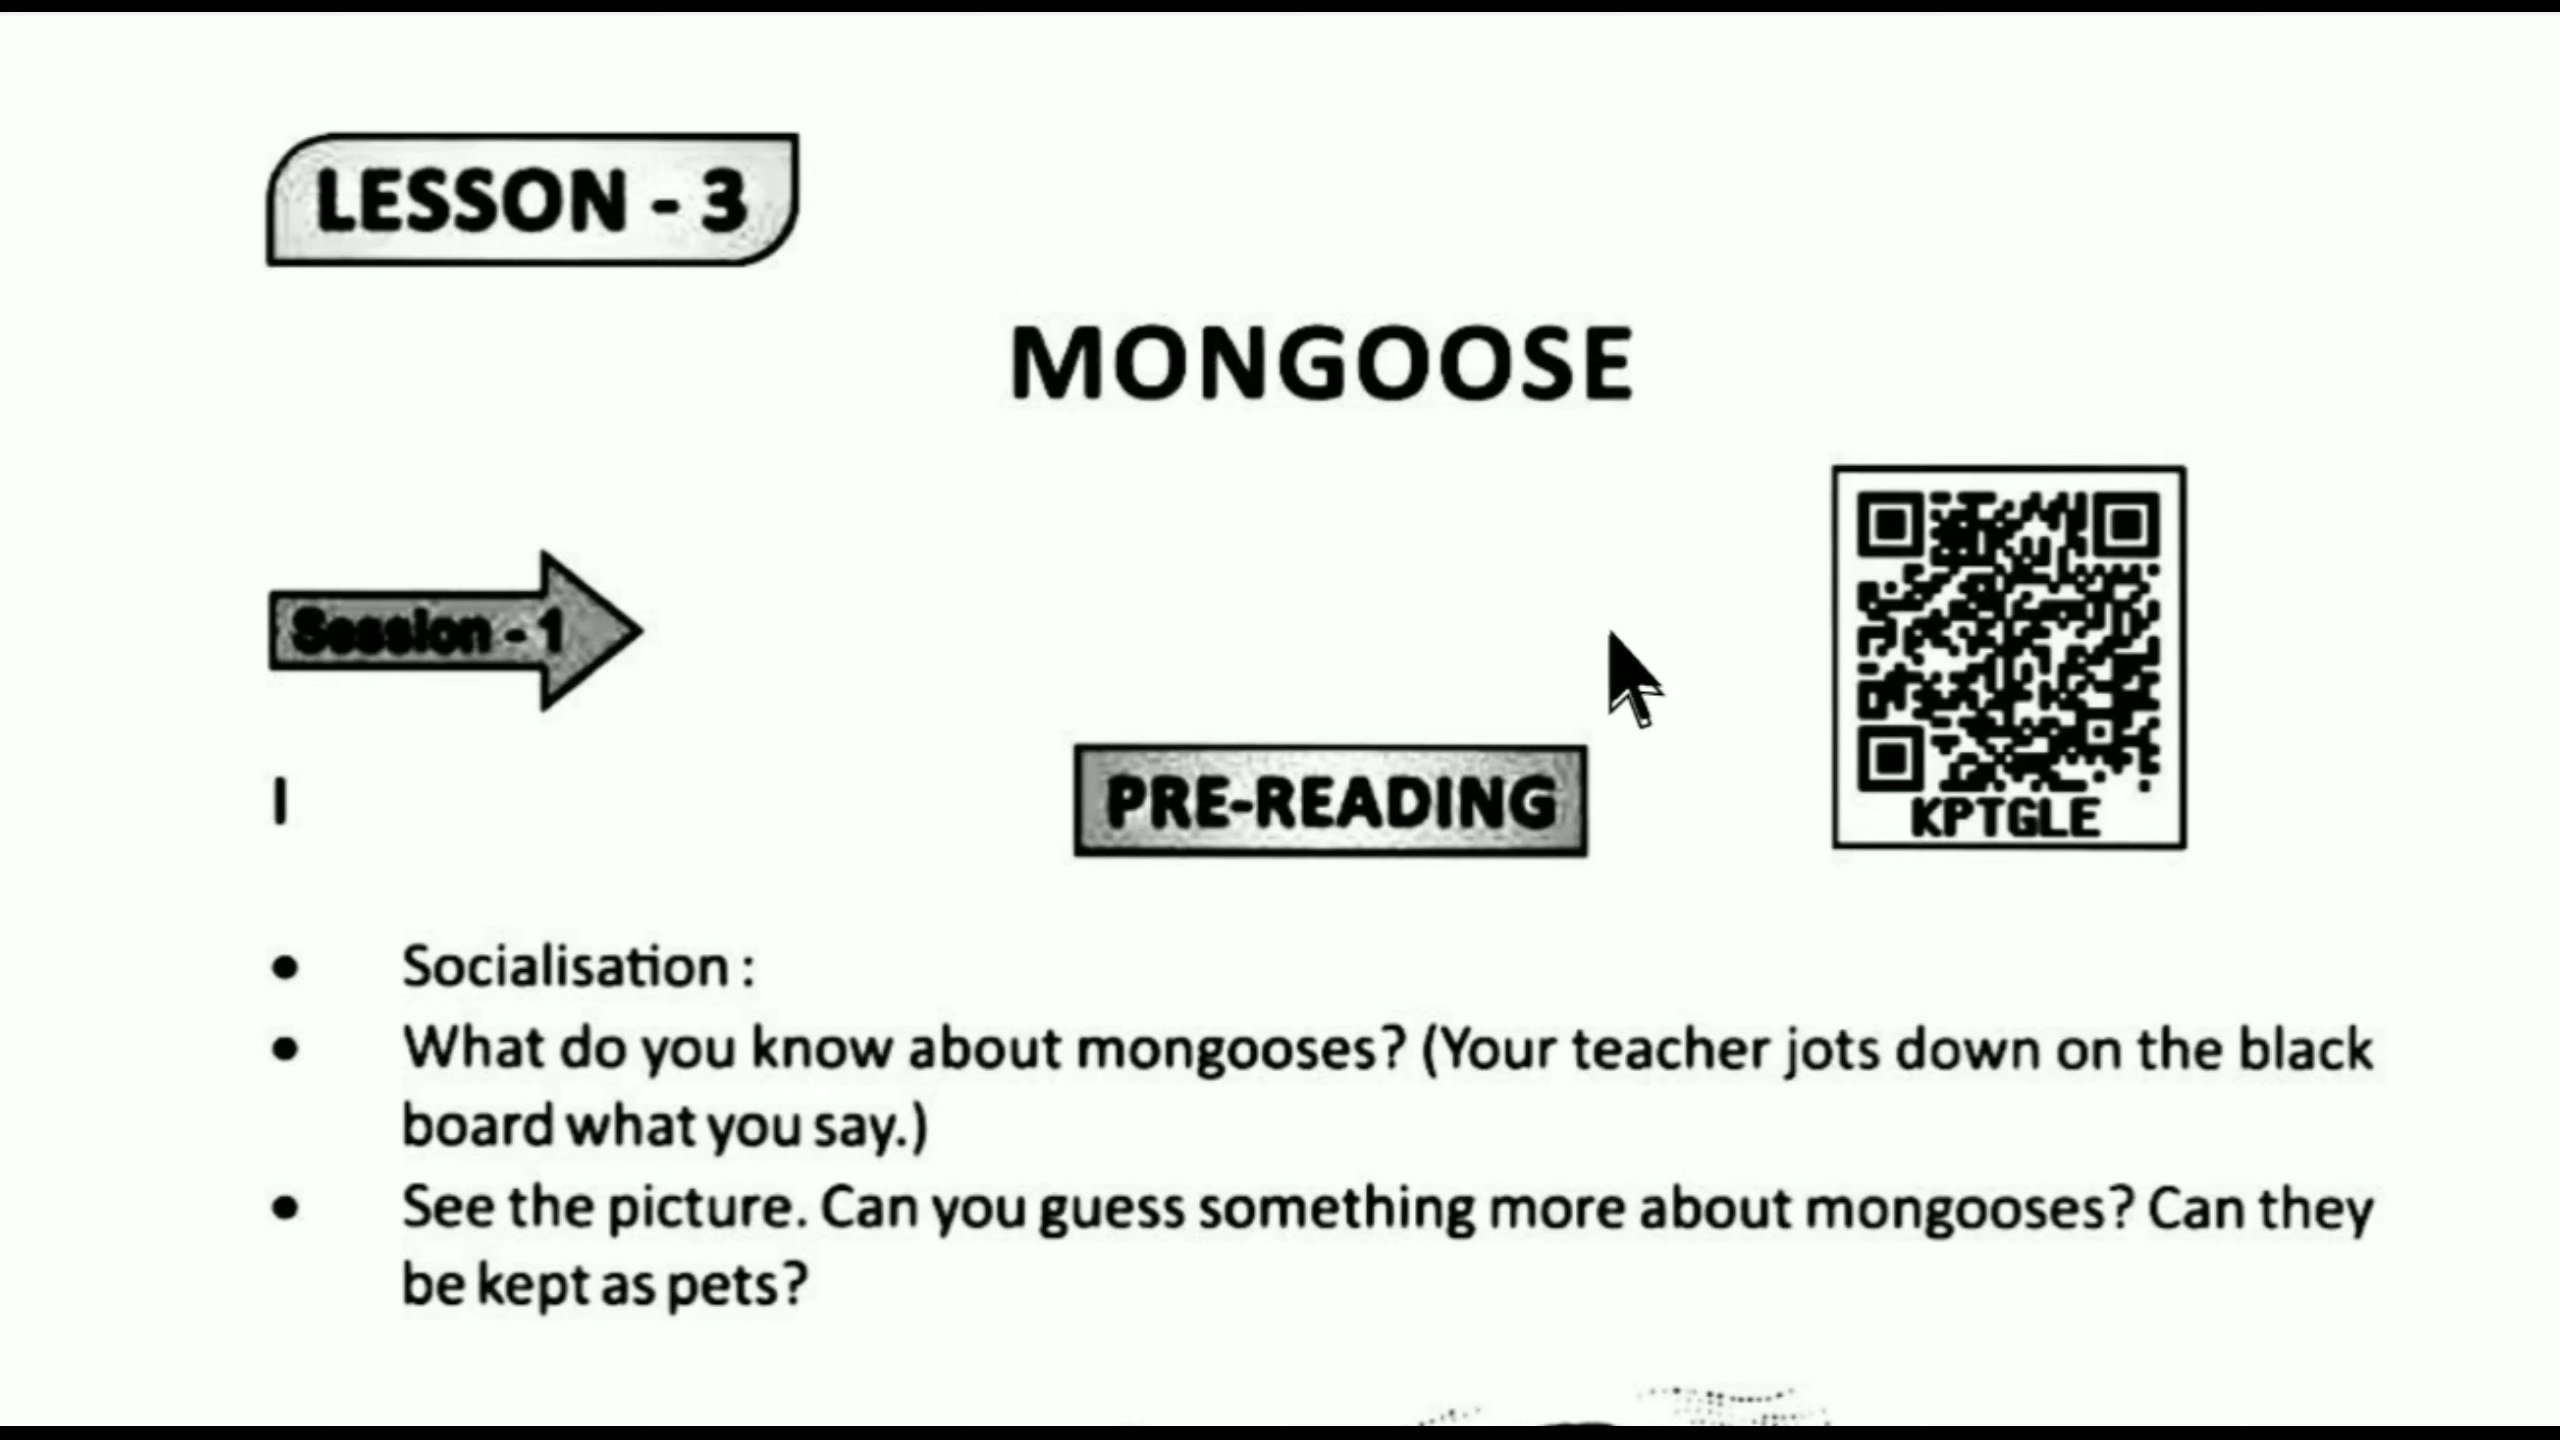 LESSON - 3
MONGOOSE
Session - 1
I
PRE-READING
KPTGLE
• Socialisation :
• What do you know about mongooses? (Your teacher jots down on the black
board what you say.)
• See the picture. Can you guess something more about mongooses? Can they
be kept as pets?